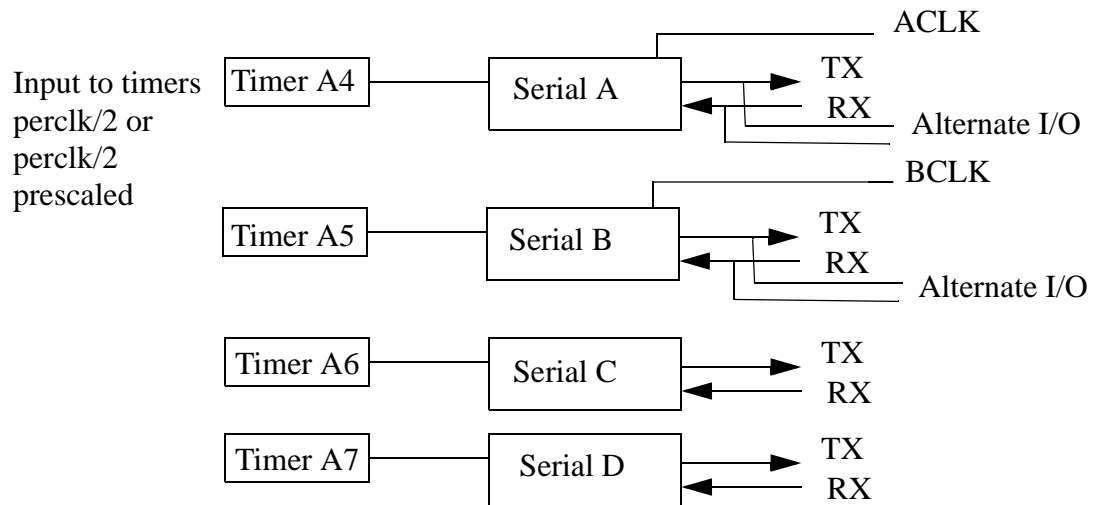 ACLK
Input to timers
perclk/2 or
perclk/2
prescaled
Timer A4
Serial A
TX
RX
Alternate I/O
BCLK
Timer A5
Serial B
TX
RX
Alternate I/O
Timer A6
Serial C
TX
RX
Timer A7
Serial D
TX
RX